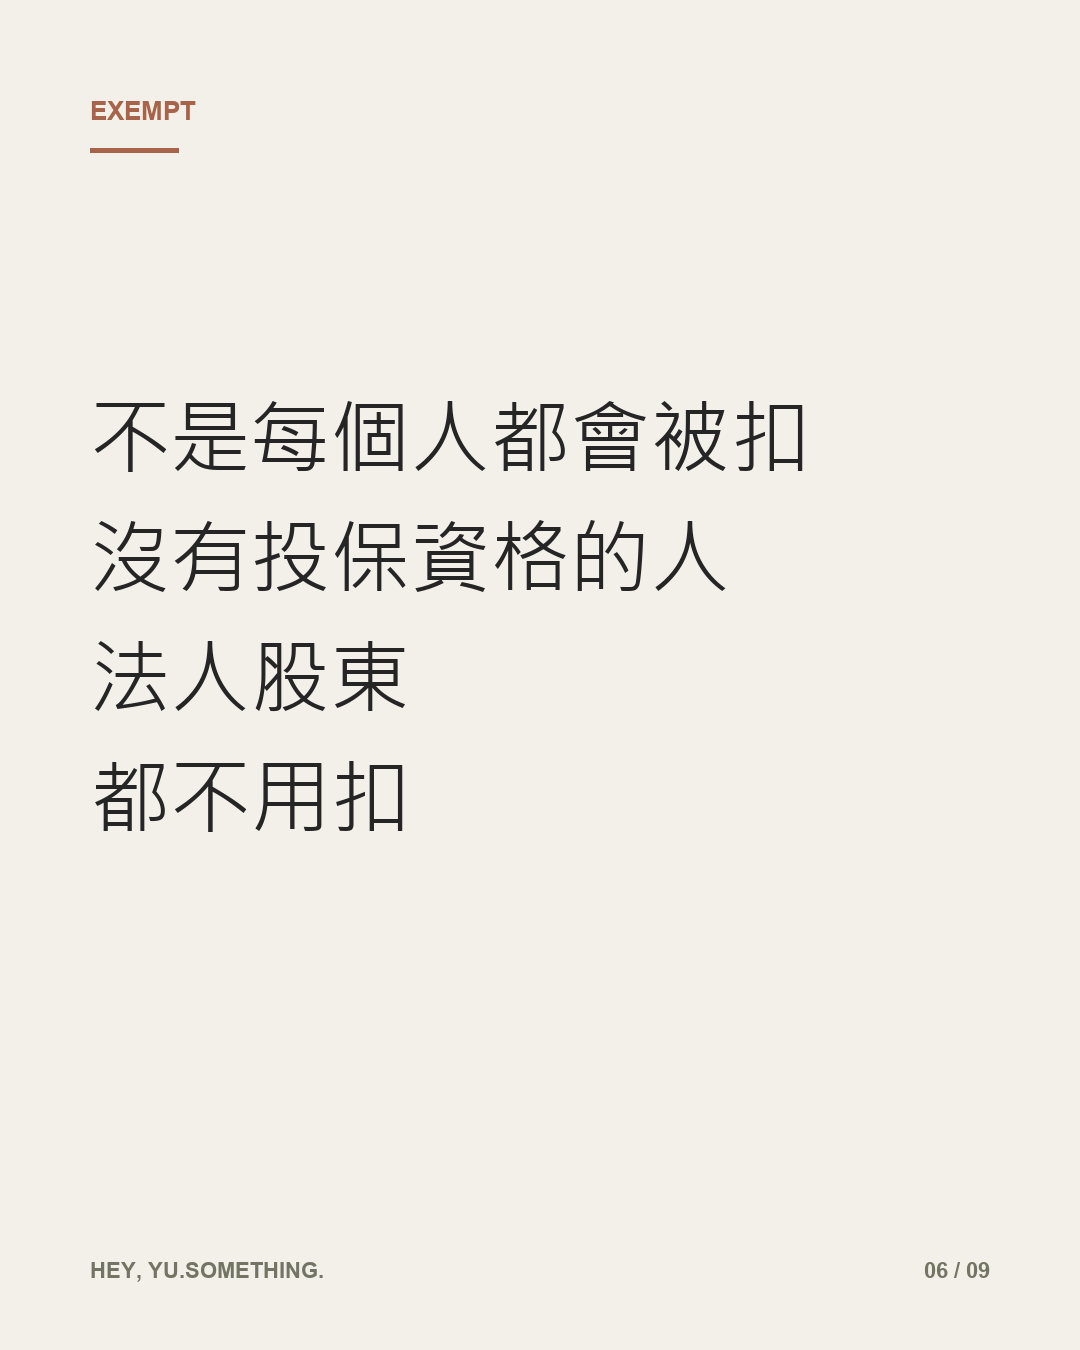 EXEMPT
不是每個人都會被扣
沒有投保資格的人
法人股東
都不用扣
HEY, YU.SOMETHING.
06 / 09